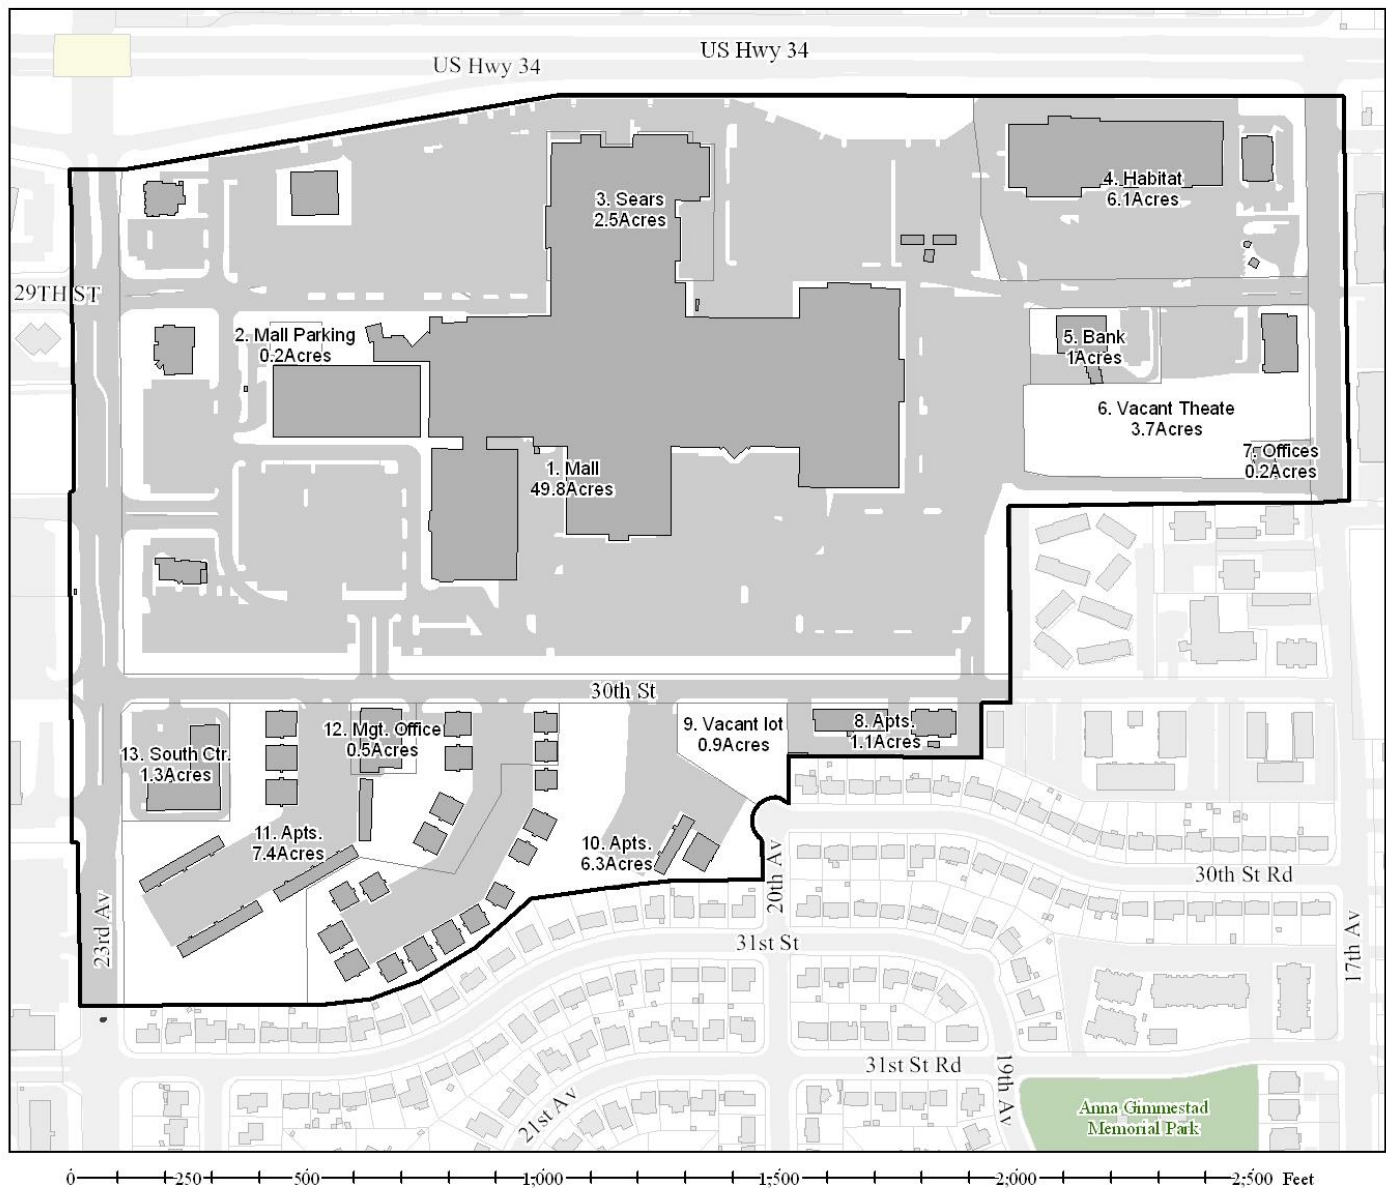 US Hwy 34
US Hwy 34
3. Sears
2.5Acres
4. Habitat
6.1Acres
29TH ST
2. Mall Parking
0.2Acres
5. Bank
1Acres
6. Vacant Theate
3.7Acres
7. Offices
0.2Acres
1. Mall
49.8Acres
30th St
13. South Ctr.
1.3Acres
12. Mgt. Office
0.5Acres
9. Vacant lot
0.9Acres
8. Apts.
1.1Acres
11. Apts.
7.4Acres
10. Apts.
6.3Acres
20th Av
30th St Rd
23rd Av
31st St
17th Av
31st St Rd
19th Av
21st Av
Anna Gimmestad
Memorial Park
0 250 500 1,000 1,500 2,000 2,500 Feet